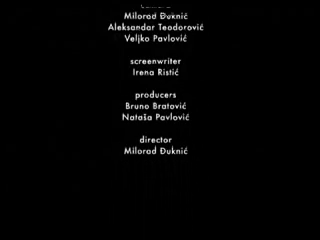 Milorad Đuknić
Aleksandar Teodorović
Veljko Pavlović
screenwriter
Irena Ristić
producers
Bruno Bratović
Nataša Pavlović
director
Milorad Đuknić